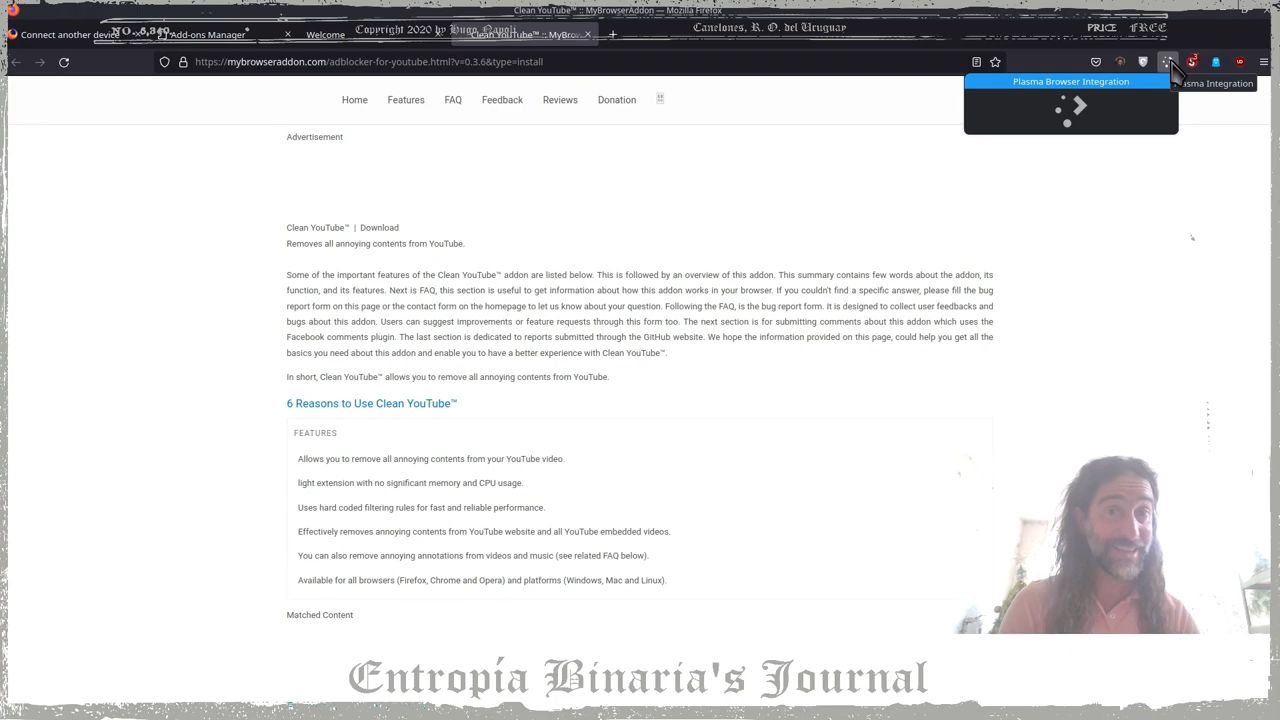 Clean YouTube™ :: MyBrowserAddon — Mozilla Firefox
NO. 5,340
Copyright 2020 by Hugo Napoli
Canelones, R. O. del Uruguay
PRICE FREE
Connect another device
Add-ons Manager
Welcome
Clean YouTube™ :: MyBro
https://mybrowseraddon.com/adblocker-for-youtube.html?v=0.3.6&type=install
Plasma Browser Integration
asma Integration
Home Features FAQ Feedback Reviews Donation
Advertisement
Clean YouTube™ | Download
Removes all annoying contents from YouTube.
Some of the important features of the Clean YouTube™ addon are listed below. This is followed by an overview of this addon. This summary contains few words about the addon, its
function, and its features. Next is FAQ, this section is useful to get information about how this addon works in your browser. If you couldn't find a specific answer, please fill the bug
report form on this page or the contact form on the homepage to let us know about your question. Following the FAQ, is the bug report form. It is designed to collect user feedbacks and
bugs about this addon. Users can suggest improvements or feature requests through this form too. The next section is for submitting comments about this addon which uses the
Facebook comments plugin. The last section is dedicated to reports submitted through the GitHub website. We hope the information provided on this page, could help you get all the
basics you need about this addon and enable you to have a better experience with Clean YouTube™.
In short, Clean YouTube™ allows you to remove all annoying contents from YouTube.
6 Reasons to Use Clean YouTube™
FEATURES
Allows you to remove all annoying contents from your YouTube video.
light extension with no significant memory and CPU usage.
Uses hard coded filtering rules for fast and reliable performance.
Effectively removes annoying contents from YouTube website and all YouTube embedded videos.
You can also remove annoying annotations from videos and music (see related FAQ below).
Available for all browsers (Firefox, Chrome and Opera) and platforms (Windows, Mac and Linux).
Matched Content
Entropía Binaria's Journal